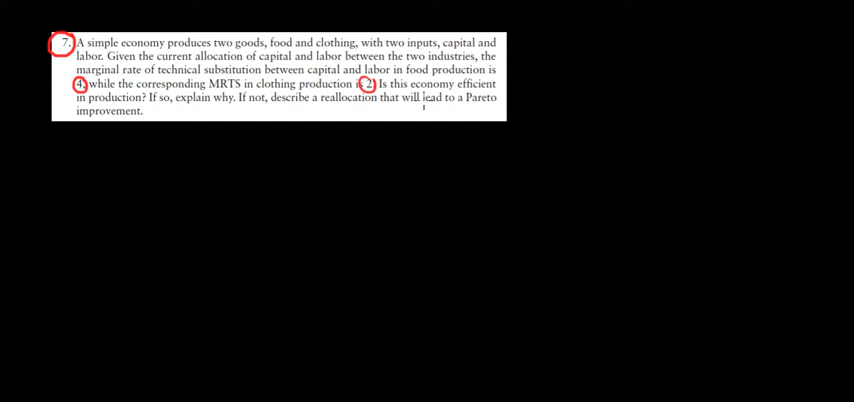 7. A simple economy produces two goods, food and clothing, with two inputs, capital and
labor. Given the current allocation of capital and labor between the two industries, the
marginal rate of technical substitution between capital and labor in food production is
4, while the corresponding MRTS in clothing production is 2. Is this economy efficient
in production? If so, explain why. If not, describe a reallocation that will lead to a Pareto
improvement.